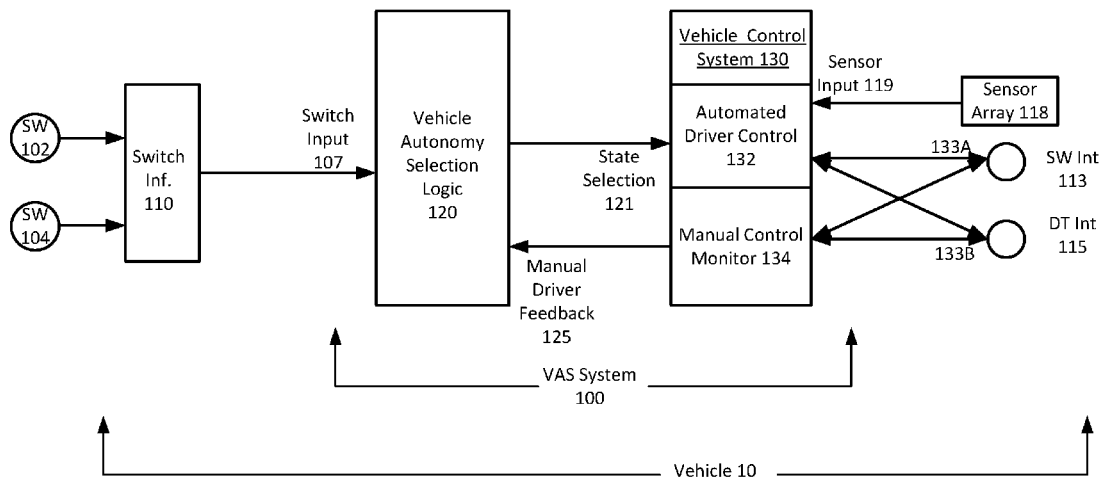 SW
102
SW
104
Switch
Inf.
110
Switch
Input
107
Vehicle
Autonomy
Selection
Logic
120
State
Selection
121
Manual
Driver
Feedback
125
Vehicle Control
System 130
Automated
Driver Control
132
Manual Control
Monitor 134
Sensor
Input 119
Sensor
Array 118
133A
SW Int
113
133B
DT Int
115
VAS System
100
Vehicle 10